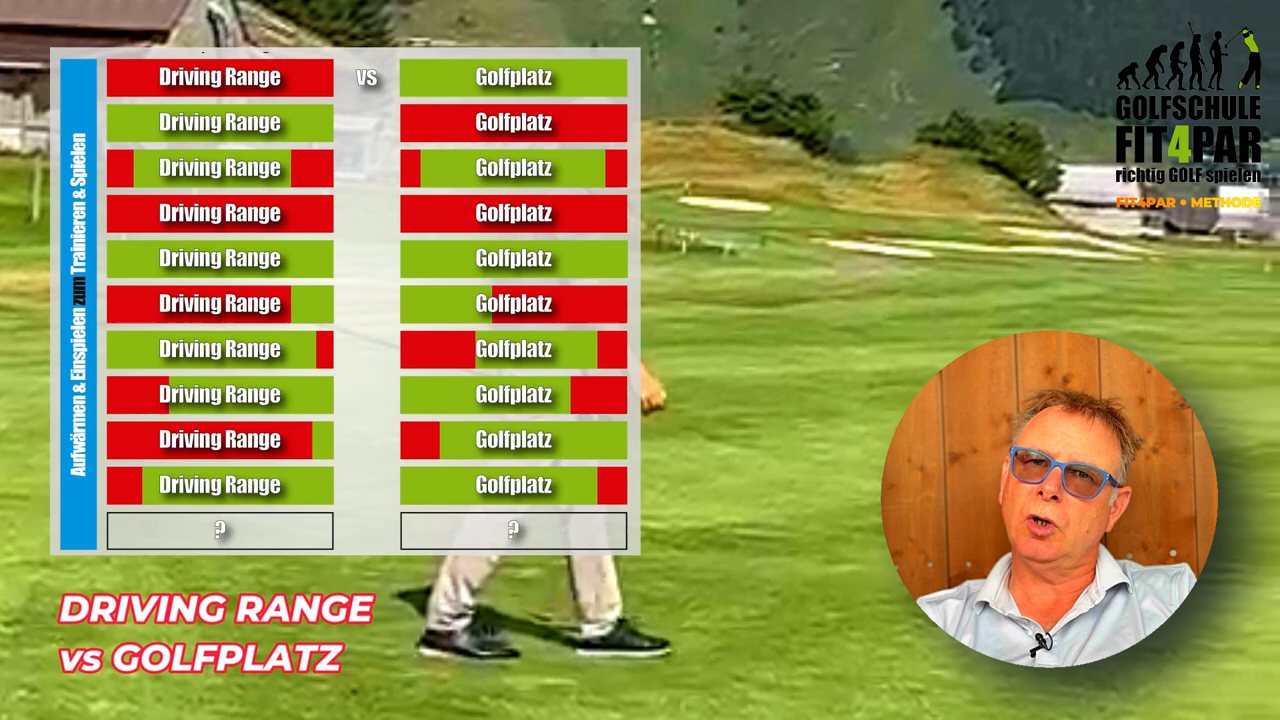 Aufwärmen & Einspielen zum Trainieren & Spielen
Driving Range vs Golfplatz
Driving Range Golfplatz
Driving Range Golfplatz
Driving Range Golfplatz
Driving Range Golfplatz
Driving Range Golfplatz
Driving Range Golfplatz
Driving Range Golfplatz
Driving Range Golfplatz
Driving Range Golfplatz
? ?
DRIVING RANGE
vs GOLFPLATZ
GOLFSCHULE
FIT4PAR
richtig GOLF spielen
FIT4PAR • METHODE